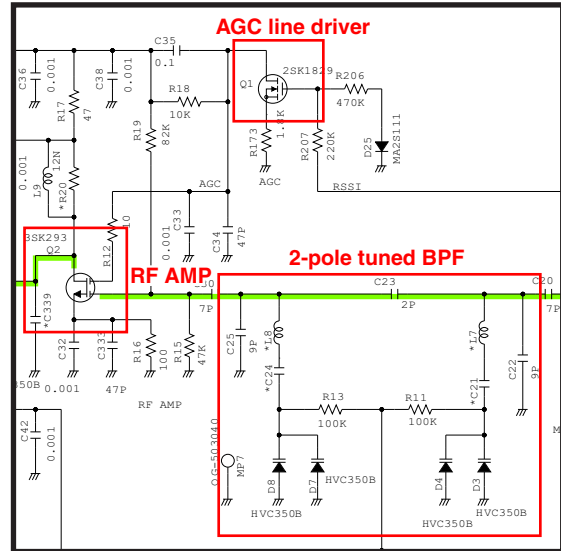 AGC line driver
C35
0.1
C36
0.001
C38
0.001
R17
47
R18
10K
R19
82K
Q1
2SK1829
R206
470K
R173
1.8K
R207
220K
D25
MA2S111
AGC
RSSI
0.001
L9
12N
*R20
AGC
R12
10
C33
0.001
C34
47P
3SK293
Q2
RF AMP
2-pole tuned BPF
C30
7P
C23
2P
C20
7P
*C339
C32
0.001
C333
47P
R16
100
R15
47K
C25
9P
*L8
*C24
*L7
*C21
C22
9P
350B
RF AMP
R13
100K
R11
100K
C42
0.001
MP7
D8
D7
HVC350B
HVC350B
D4
D3
HVC350B
HVC350B